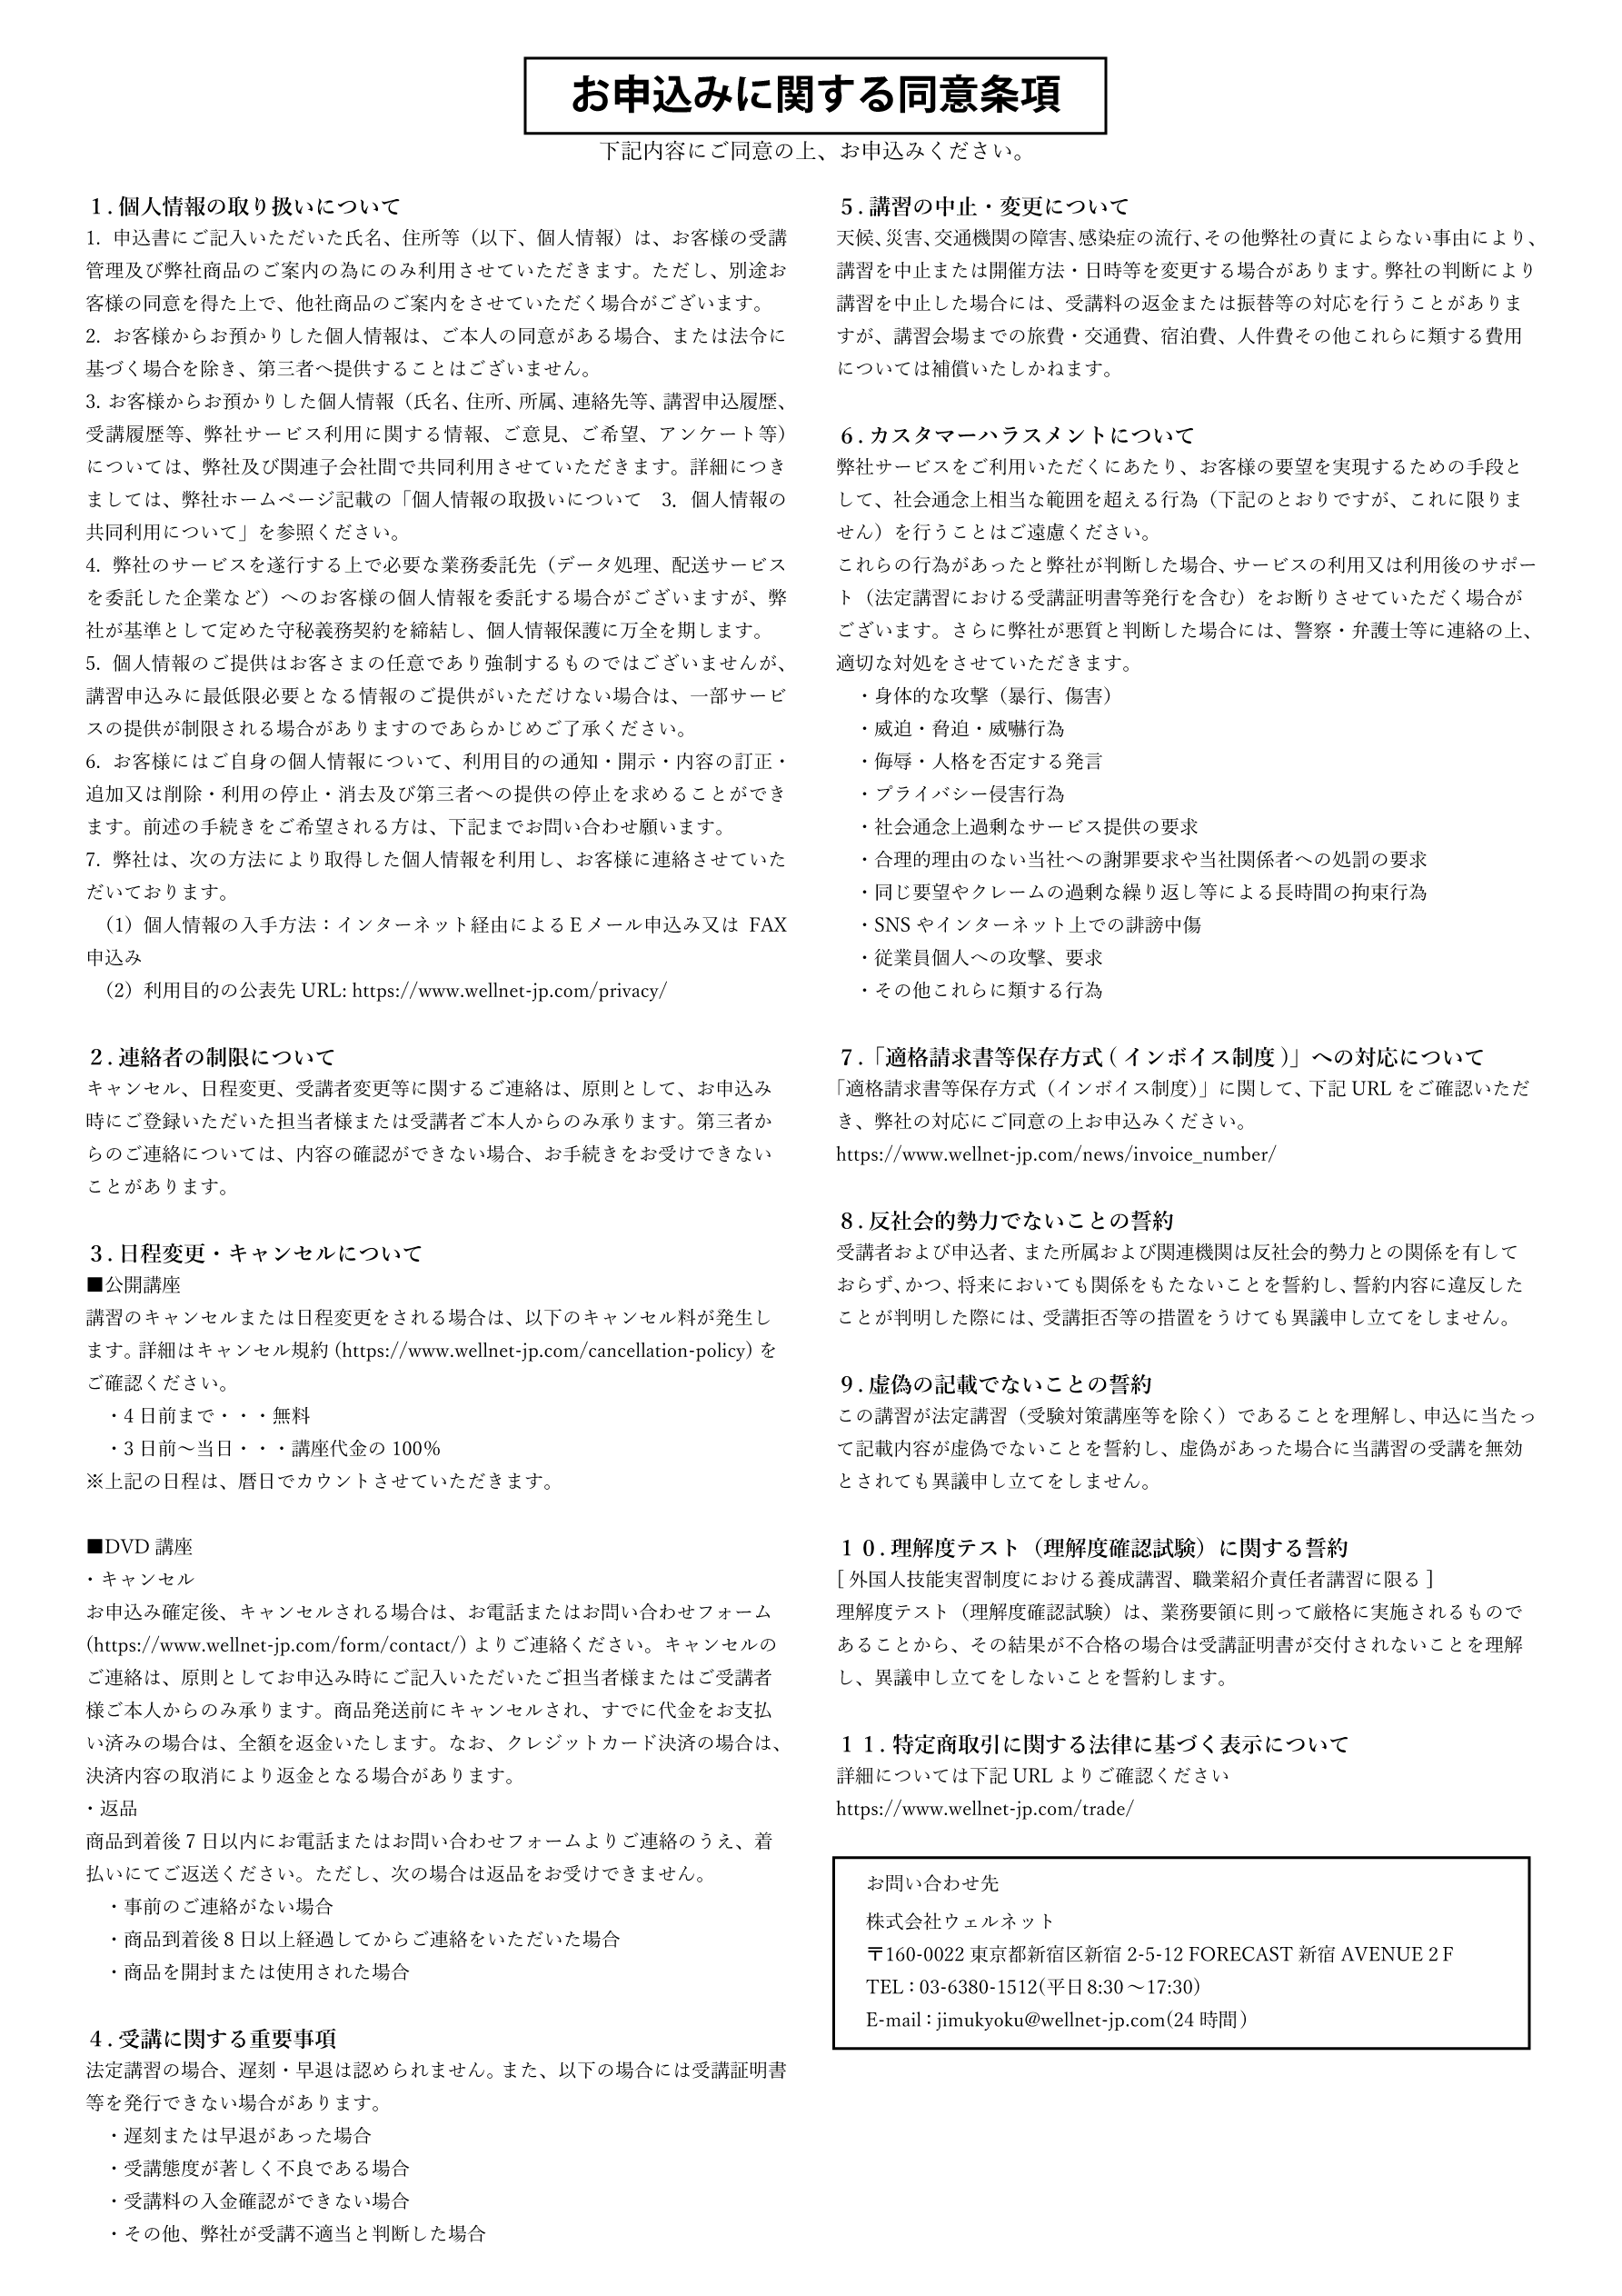 お申込みに関する同意条項
下記内容にご同意の上、お申込みください。
１. 個人情報の取り扱いについて
1. 申込書にご記入いただいた氏名、住所等（以下、個人情報）は、お客様の受講
管理及び弊社商品のご案内の為にのみ利用させていただきます。ただし、別途お
客様の同意を得た上で、他社商品のご案内をさせていただく場合がございます。
2. お客様からお預かりした個人情報は、ご本人の同意がある場合、または法令に
基づく場合を除き、第三者へ提供することはございません。
3. お客様からお預かりした個人情報（氏名、住所、所属、連絡先等、講習申込履歴、
受講履歴等、弊社サービス利用に関する情報、ご意見、ご希望、アンケート等）
については、弊社及び関連子会社間で共同利用させていただきます。詳細につき
ましては、弊社ホームページ記載の「個人情報の取扱いについて　3. 個人情報の
共同利用について」を参照ください。
4. 弊社のサービスを遂行する上で必要な業務委託先（データ処理、配送サービス
を委託した企業など）へのお客様の個人情報を委託する場合がございますが、弊
社が基準として定めた守秘義務契約を締結し、個人情報保護に万全を期します。
5. 個人情報のご提供はお客さまの任意であり強制するものではございませんが、
講習申込みに最低限必要となる情報のご提供がいただけない場合は、一部サービ
スの提供が制限される場合がありますのであらかじめご了承ください。
6. お客様にはご自身の個人情報について、利用目的の通知・開示・内容の訂正・
追加又は削除・利用の停止・消去及び第三者への提供の停止を求めることができ
ます。前述の手続きをご希望される方は、下記までお問い合わせ願います。
7. 弊社は、次の方法により取得した個人情報を利用し、お客様に連絡させていた
だいております。
（1）個人情報の入手方法：インターネット経由によるEメール申込み又は FAX
申込み
（2）利用目的の公表先 URL: https://www.wellnet-jp.com/privacy/
２. 連絡者の制限について
キャンセル、日程変更、受講者変更等に関するご連絡は、原則として、お申込み
時にご登録いただいた担当者様または受講者ご本人からのみ承ります。第三者か
らのご連絡については、内容の確認ができない場合、お手続きをお受けできない
ことがあります。
３. 日程変更・キャンセルについて
■公開講座
講習のキャンセルまたは日程変更をされる場合は、以下のキャンセル料が発生し
ます。詳細はキャンセル規約 (https://www.wellnet-jp.com/cancellation-policy) を
ご確認ください。
・4 日前まで・・・無料
・3 日前～当日・・・講座代金の 100%
※上記の日程は、暦日でカウントさせていただきます。
■DVD 講座
・キャンセル
お申込み確定後、キャンセルされる場合は、お電話またはお問い合わせフォーム
(https://www.wellnet-jp.com/form/contact/) よりご連絡ください。キャンセルの
ご連絡は、原則としてお申込み時にご記入いただいたご担当者様またはご受講者
様ご本人からのみ承ります。商品発送前にキャンセルされ、すでに代金をお支払
い済みの場合は、全額を返金いたします。なお、クレジットカード決済の場合は、
決済内容の取消により返金となる場合があります。
・返品
商品到着後 7 日以内にお電話またはお問い合わせフォームよりご連絡のうえ、着
払いにてご返送ください。ただし、次の場合は返品をお受けできません。
・事前のご連絡がない場合
・商品到着後 8 日以上経過してからご連絡をいただいた場合
・商品を開封または使用された場合
４. 受講に関する重要事項
法定講習の場合、遅刻・早退は認められません。また、以下の場合には受講証明書
等を発行できない場合があります。
・遅刻または早退があった場合
・受講態度が著しく不良である場合
・受講料の入金確認ができない場合
・その他、弊社が受講不適当と判断した場合
５. 講習の中止・変更について
天候、災害、交通機関の障害、感染症の流行、その他弊社の責によらない事由により、
講習を中止または開催方法・日時等を変更する場合があります。弊社の判断により
講習を中止した場合には、受講料の返金または振替等の対応を行うことがありま
すが、講習会場までの旅費・交通費、宿泊費、人件費その他これらに類する費用
については補償いたしかねます。
６. カスタマーハラスメントについて
弊社サービスをご利用いただくにあたり、お客様の要望を実現するための手段と
して、社会通念上相当な範囲を超える行為（下記のとおりですが、これに限りま
せん）を行うことはご遠慮ください。
これらの行為があったと弊社が判断した場合、サービスの利用又は利用後のサポー
ト（法定講習における受講証明書等発行を含む）をお断りさせていただく場合が
ございます。さらに弊社が悪質と判断した場合には、警察・弁護士等に連絡の上、
適切な対処をさせていただきます。
・身体的な攻撃（暴行、傷害）
・威迫・脅迫・威嚇行為
・侮辱・人格を否定する発言
・プライバシー侵害行為
・社会通念上過剰なサービス提供の要求
・合理的理由のない当社への謝罪要求や当社関係者への処罰の要求
・同じ要望やクレームの過剰な繰り返し等による長時間の拘束行為
・SNS やインターネット上での誹謗中傷
・従業員個人への攻撃、要求
・その他これらに類する行為
７.「適格請求書等保存方式 ( インボイス制度 )」への対応について
「適格請求書等保存方式（インボイス制度）」に関して、下記 URL をご確認いただ
き、弊社の対応にご同意の上お申込みください。
https://www.wellnet-jp.com/news/invoice_number/
８. 反社会的勢力でないことの誓約
受講者および申込者、また所属および関連機関は反社会的勢力との関係を有して
おらず、かつ、将来においても関係をもたないことを誓約し、誓約内容に違反した
ことが判明した際には、受講拒否等の措置をうけても異議申し立てをしません。
９. 虚偽の記載でないことの誓約
この講習が法定講習（受験対策講座等を除く）であることを理解し、申込に当たっ
て記載内容が虚偽でないことを誓約し、虚偽があった場合に当講習の受講を無効
とされても異議申し立てをしません。
１０. 理解度テスト（理解度確認試験）に関する誓約
[ 外国人技能実習制度における養成講習、職業紹介責任者講習に限る ]
理解度テスト（理解度確認試験）は、業務要領に則って厳格に実施されるもので
あることから、その結果が不合格の場合は受講証明書が交付されないことを理解
し、異議申し立てをしないことを誓約します。
１１. 特定商取引に関する法律に基づく表示について
詳細については下記 URL よりご確認ください
https://www.wellnet-jp.com/trade/
お問い合わせ先
株式会社ウェルネット
〒160-0022 東京都新宿区新宿 2-5-12 FORECAST 新宿 AVENUE 2 F
TEL：03-6380-1512(平日 8:30 ～ 17:30)
E-mail：jimukyoku@wellnet-jp.com(24 時間 )